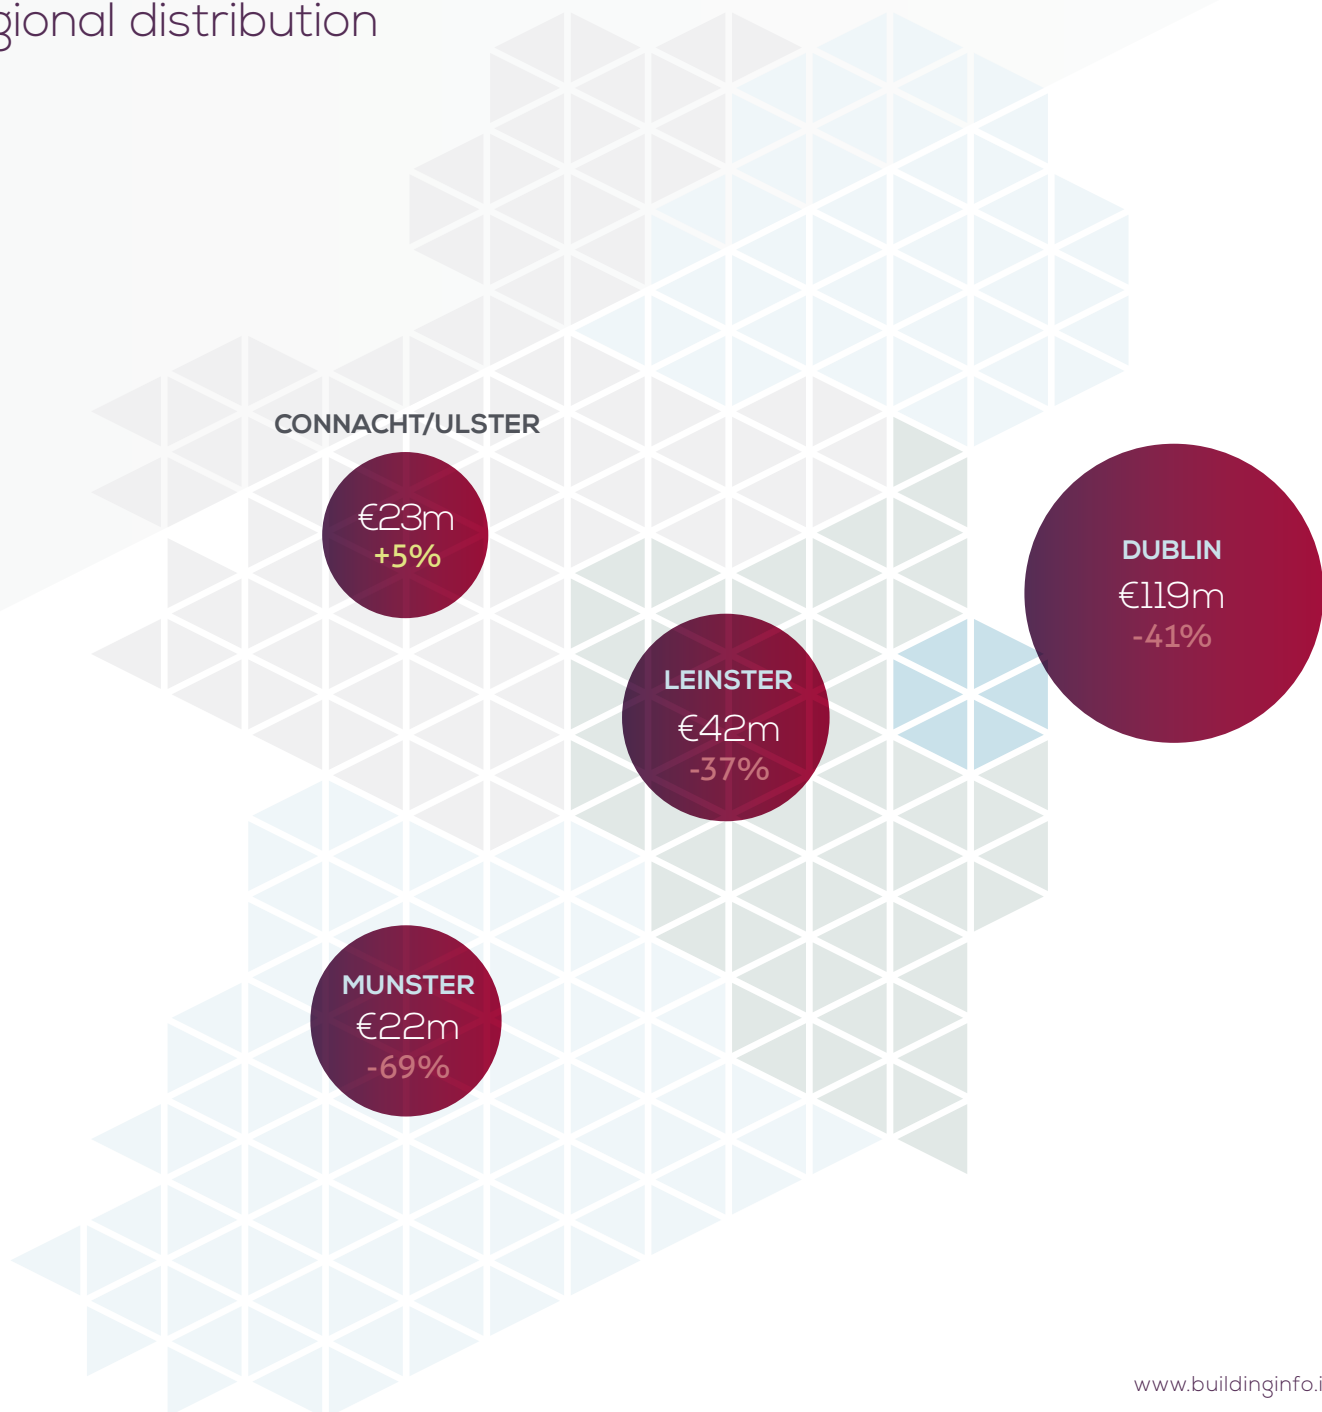 gional distribution
CONNACHT/ULSTER
€23m
+5%
DUBLIN
€119m
-41%
LEINSTER
€42m
-37%
MUNSTER
€22m
-69%
www.buildinginfo.i